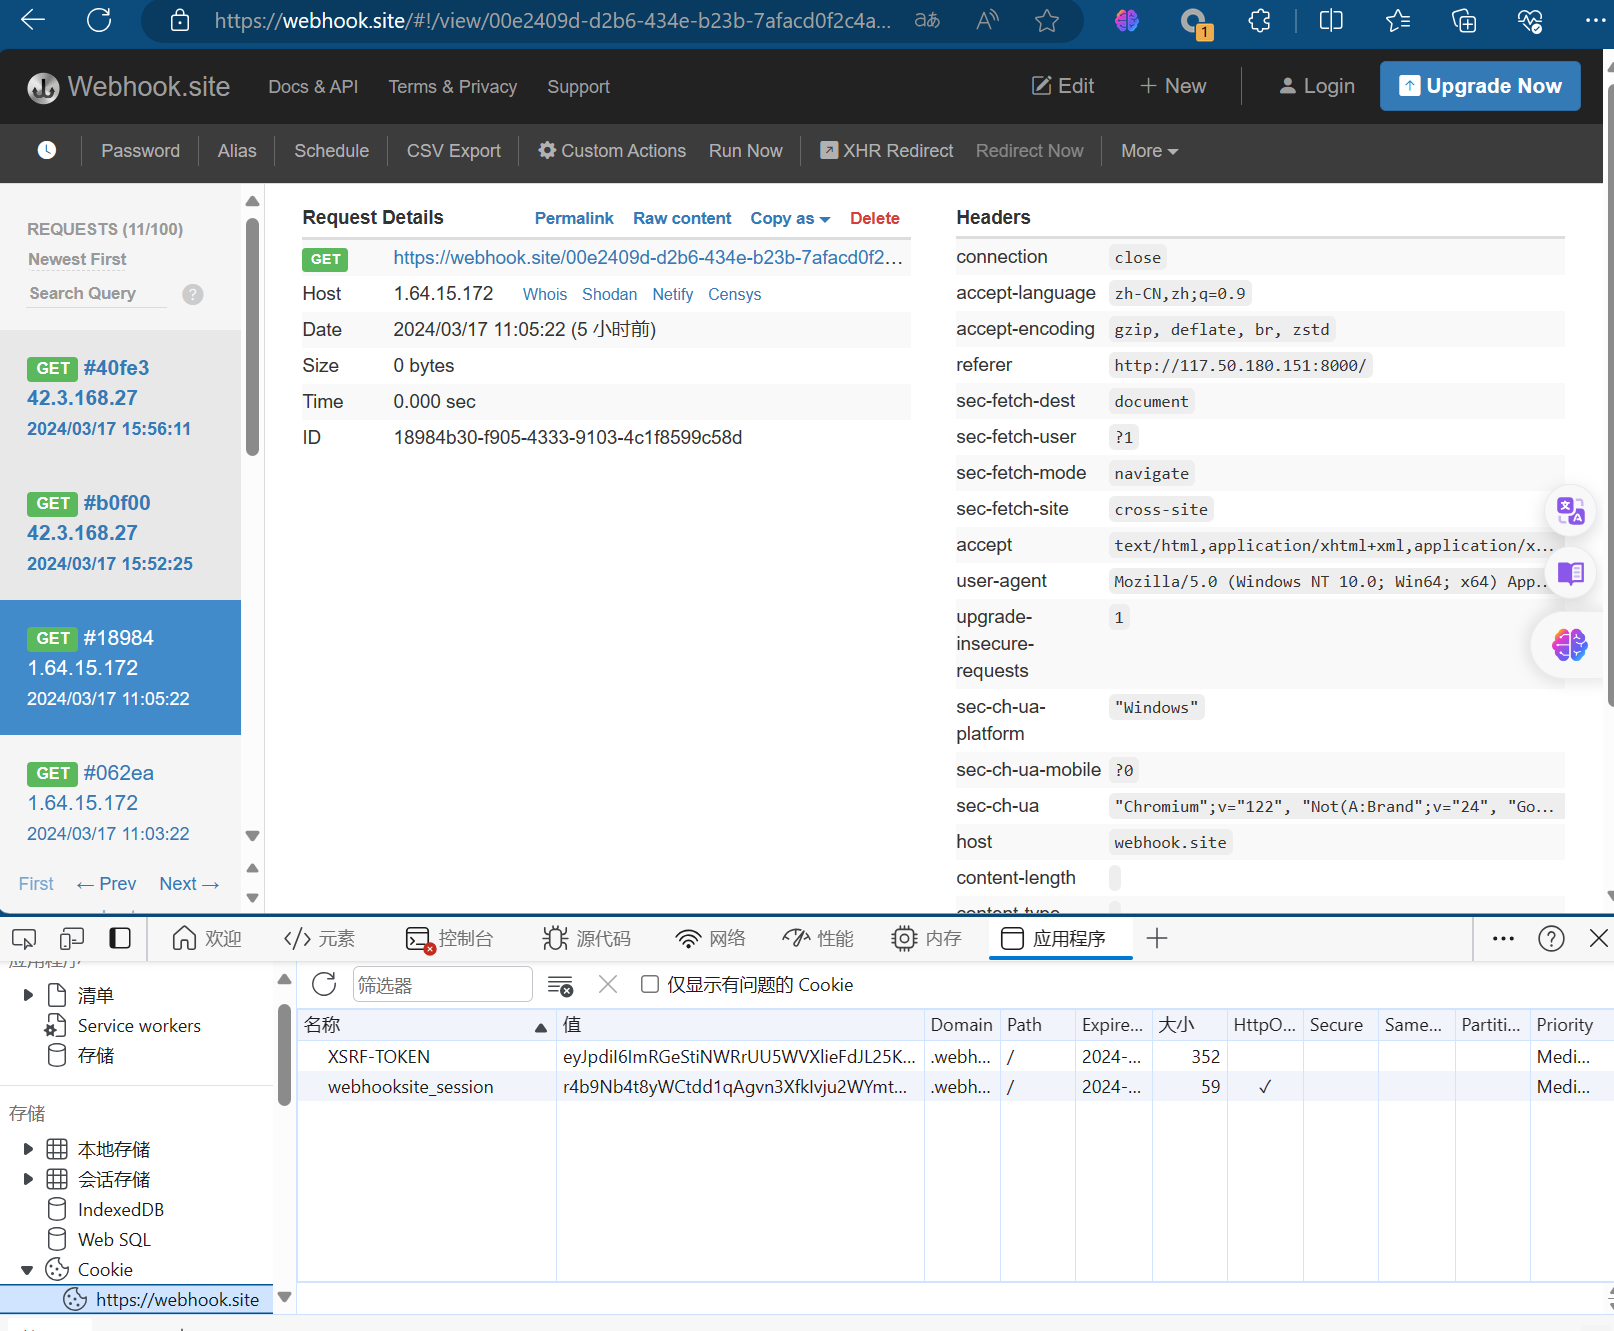 https://webhook.site/#!/view/00e2409d-d2b6-434e-b23b-7afacd0f2c4a...
aあ
A
1
Webhook.site
Docs & API
Terms & Privacy
Support
Edit
New
Login
Upgrade Now
Password
Alias
Schedule
CSV Export
Custom Actions
Run Now
XHR Redirect
Redirect Now
More
REQUESTS (11/100)
Newest First
Search Query
?
GET #40fe3
42.3.168.27
2024/03/17 15:56:11
GET #b0f00
42.3.168.27
2024/03/17 15:52:25
GET #18984
1.64.15.172
2024/03/17 11:05:22
GET #062ea
1.64.15.172
2024/03/17 11:03:22
First ← Prev Next →
Request Details
Permalink Raw content Copy as Delete
GET https://webhook.site/00e2409d-d2b6-434e-b23b-7afacd0f2...
Host 1.64.15.172 Whois Shodan Netify Censys
Date 2024/03/17 11:05:22 (5 小时前)
Size 0 bytes
Time 0.000 sec
ID 18984b30-f905-4333-9103-4c1f8599c58d
Headers
connection close
accept-language zh-CN,zh;q=0.9
accept-encoding gzip, deflate, br, zstd
referer http://117.50.180.151:8000/
sec-fetch-dest document
sec-fetch-user ?1
sec-fetch-mode navigate
sec-fetch-site cross-site
accept text/html,application/xhtml+xml,application/x...
user-agent Mozilla/5.0 (Windows NT 10.0; Win64; x64) App...
upgrade-insecure-requests 1
sec-ch-ua-platform "Windows"
sec-ch-ua-mobile ?0
sec-ch-ua "Chromium";v="122", "Not(A:Brand";v="24", "Go...
host webhook.site
content-length
content-type
欢迎
元素
控制台
源代码
网络
性能
内存
应用程序
应用程序
清单
Service workers
存储
存储
本地存储
会话存储
IndexedDB
Web SQL
Cookie
https://webhook.site
筛选器
仅显示有问题的 Cookie
名称 值 Domain Path Expire... 大小 HttpO... Secure Same... Partiti... Priority
XSRF-TOKEN eyJpdiI6ImRGeStiNWRrUU5WVXlieFdJL25K... .webh... / 2024-... 352 Medi...
webhooksite_session r4b9Nb4t8yWCtdd1qAgvn3XfkIvju2WYmt... .webh... / 2024-... 59 ✓ Medi...